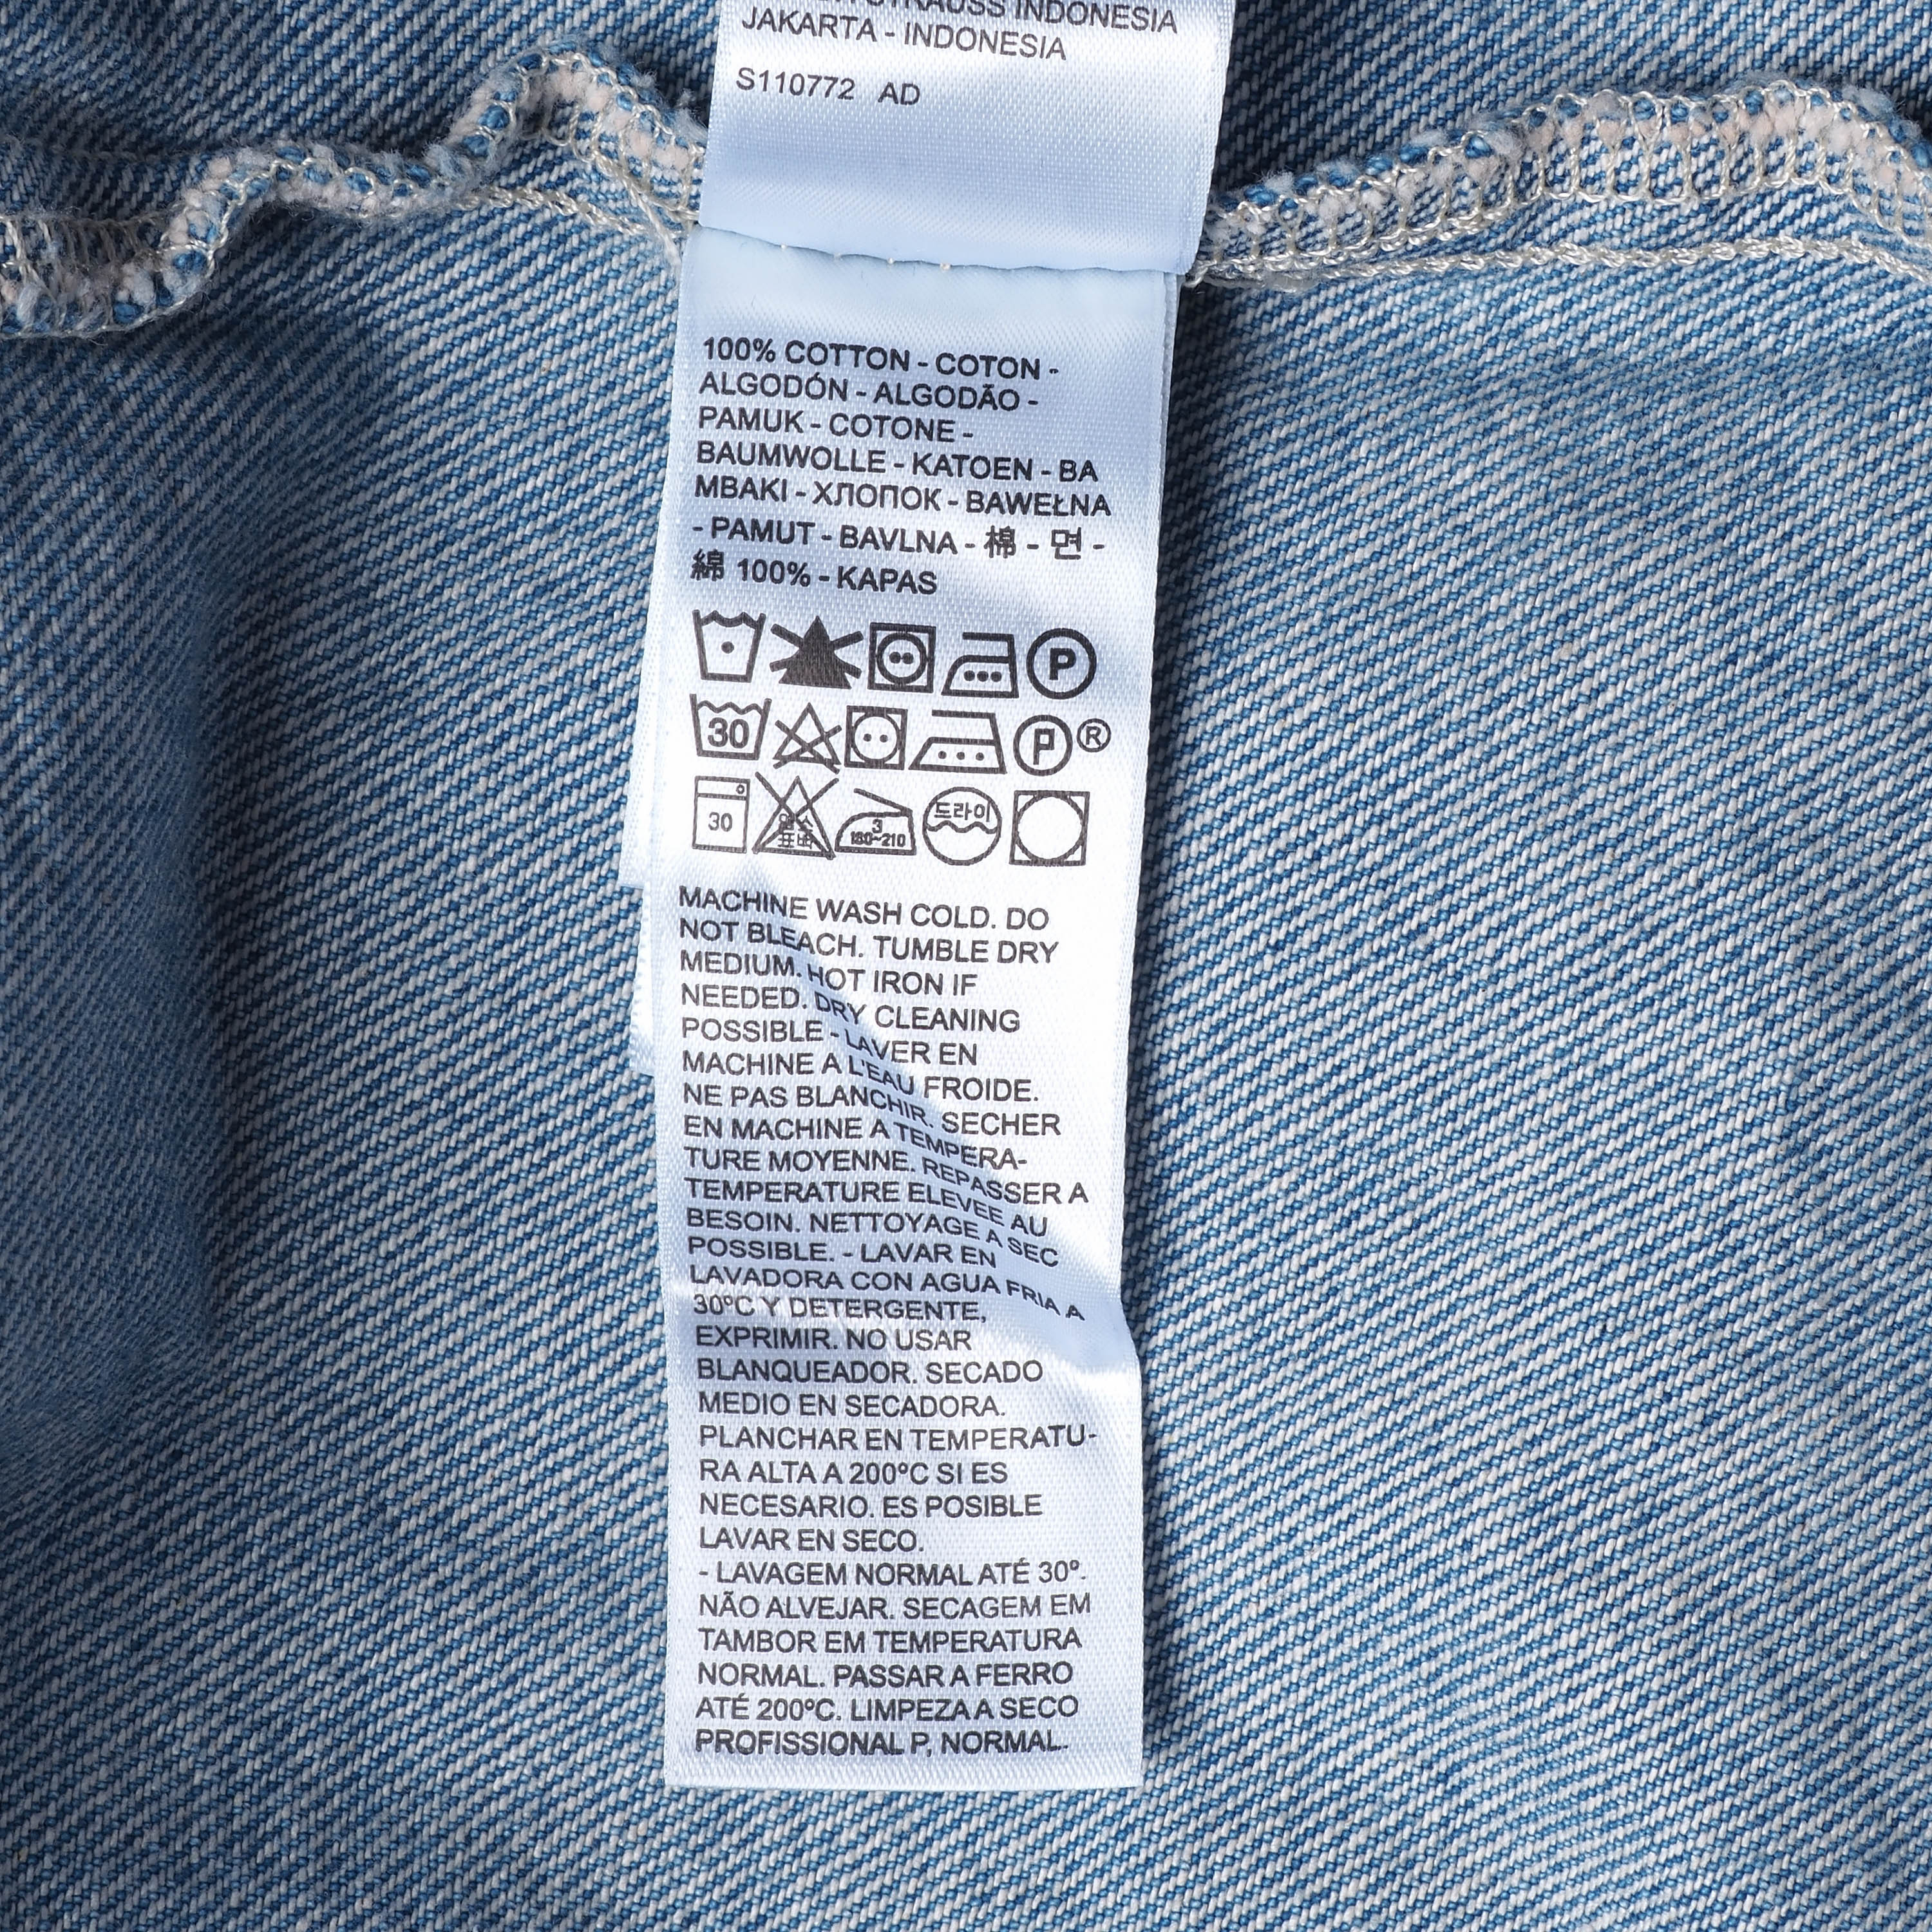 STRAUSS INDONESIA
JAKARTA - INDONESIA
S110772 AD
100% COTTON - COTON -
ALGODÓN - ALGODÃO -
PAMUK - COTONE -
BAUMWOLLE - KATOEN - BA
MBAKI - ХЛОПОК - BAWEŁNA
- PAMUT - BAVLNA - 棉 - 면 -
綿 100% - KAPAS
P
30 P ®
30 3 180~210 드라이
MACHINE WASH COLD. DO
NOT BLEACH. TUMBLE DRY
MEDIUM. HOT IRON IF
NEEDED. DRY CLEANING
POSSIBLE - LAVER EN
MACHINE A L'EAU FROIDE.
NE PAS BLANCHIR. SECHER
EN MACHINE A TEMPERA-
TURE MOYENNE. REPASSER A
TEMPERATURE ELEVEE AU
BESOIN. NETTOYAGE A SEC
POSSIBLE. - LAVAR EN
LAVADORA CON AGUA FRIA A
30ºC Y DETERGENTE,
EXPRIMIR. NO USAR
BLANQUEADOR. SECADO
MEDIO EN SECADORA.
PLANCHAR EN TEMPERATU-
RA ALTA A 200ºC SI ES
NECESARIO. ES POSIBLE
LAVAR EN SECO.
- LAVAGEM NORMAL ATÉ 30º.
NÃO ALVEJAR. SECAGEM EM
TAMBOR EM TEMPERATURA
NORMAL. PASSAR A FERRO
ATÉ 200ºC. LIMPEZA A SECO
PROFISSIONAL P, NORMAL.